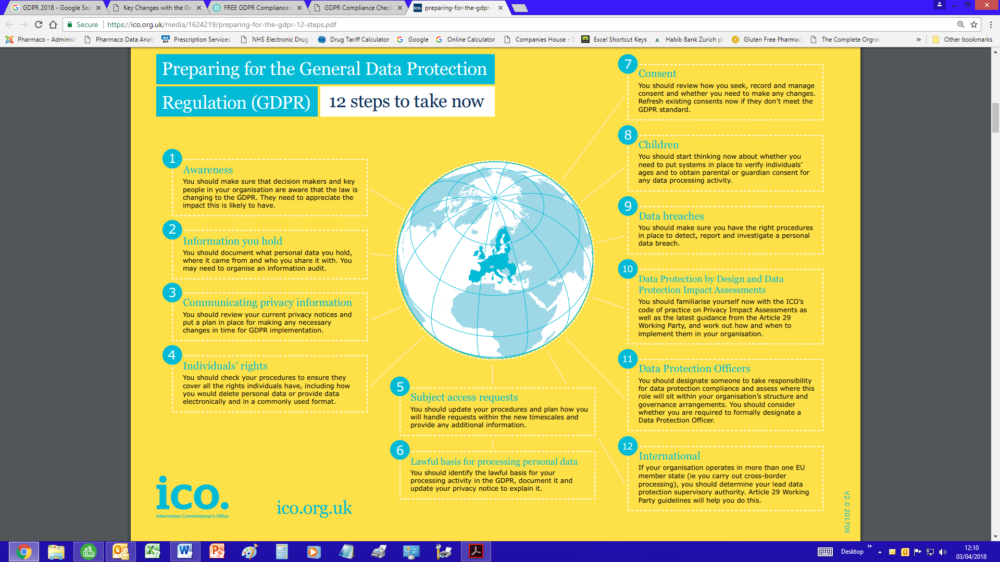 GDPR 2018 - Google Sea
Key Changes with the Ge
FREE GDPR Compliance C
GDPR Compliance Check
ico.
preparing-for-the-gdpr-
Secure
https://ico.org.uk/media/1624219/preparing-for-the-gdpr-12-steps.pdf
Pharmaco - Administ
Pharmaco Data Analy
Prescription Services
NHS Electronic Drug
Drug Tariff Calculator
Google
Online Calculator
Companies House - S
Excel Shortcut Keys
Habib Bank Zurich pl
Gluten Free Pharmac
The Complete Orgra
»
Other bookmarks
Preparing for the General Data Protection
Regulation (GDPR)
12 steps to take now
1
Awareness
You should make sure that decision makers and key
people in your organisation are aware that the law is
changing to the GDPR. They need to appreciate the
impact this is likely to have.
2
Information you hold
You should document what personal data you hold,
where it came from and who you share it with. You
may need to organise an information audit.
3
Communicating privacy information
You should review your current privacy notices and
put a plan in place for making any necessary
changes in time for GDPR implementation.
4
Individuals’ rights
You should check your procedures to ensure they
cover all the rights individuals have, including how
you would delete personal data or provide data
electronically and in a commonly used format.
5
Subject access requests
You should update your procedures and plan how you
will handle requests within the new timescales and
provide any additional information.
6
Lawful basis for processing personal data
You should identify the lawful basis for your
processing activity in the GDPR, document it and
update your privacy notice to explain it.
7
Consent
You should review how you seek, record and manage
consent and whether you need to make any changes.
Refresh existing consents now if they don’t meet the
GDPR standard.
8
Children
You should start thinking now about whether you
need to put systems in place to verify individuals’
ages and to obtain parental or guardian consent for
any data processing activity.
9
Data breaches
You should make sure you have the right procedures
in place to detect, report and investigate a personal
data breach.
10
Data Protection by Design and Data
Protection Impact Assessments
You should familiarise yourself now with the ICO’s
code of practice on Privacy Impact Assessments as
well as the latest guidance from the Article 29
Working Party, and work out how and when to
implement them in your organisation.
11
Data Protection Officers
You should designate someone to take responsibility
for data protection compliance and assess where this
role will sit within your organisation’s structure and
governance arrangements. You should consider
whether you are required to formally designate a
Data Protection Officer.
12
International
If your organisation operates in more than one EU
member state (ie you carry out cross-border
processing), you should determine your lead data
protection supervisory authority. Article 29 Working
Party guidelines will help you do this.
ico.
Information Commissioner's Office
ico.org.uk
V2.0 201705
Desktop
»
12:10
03/04/2018